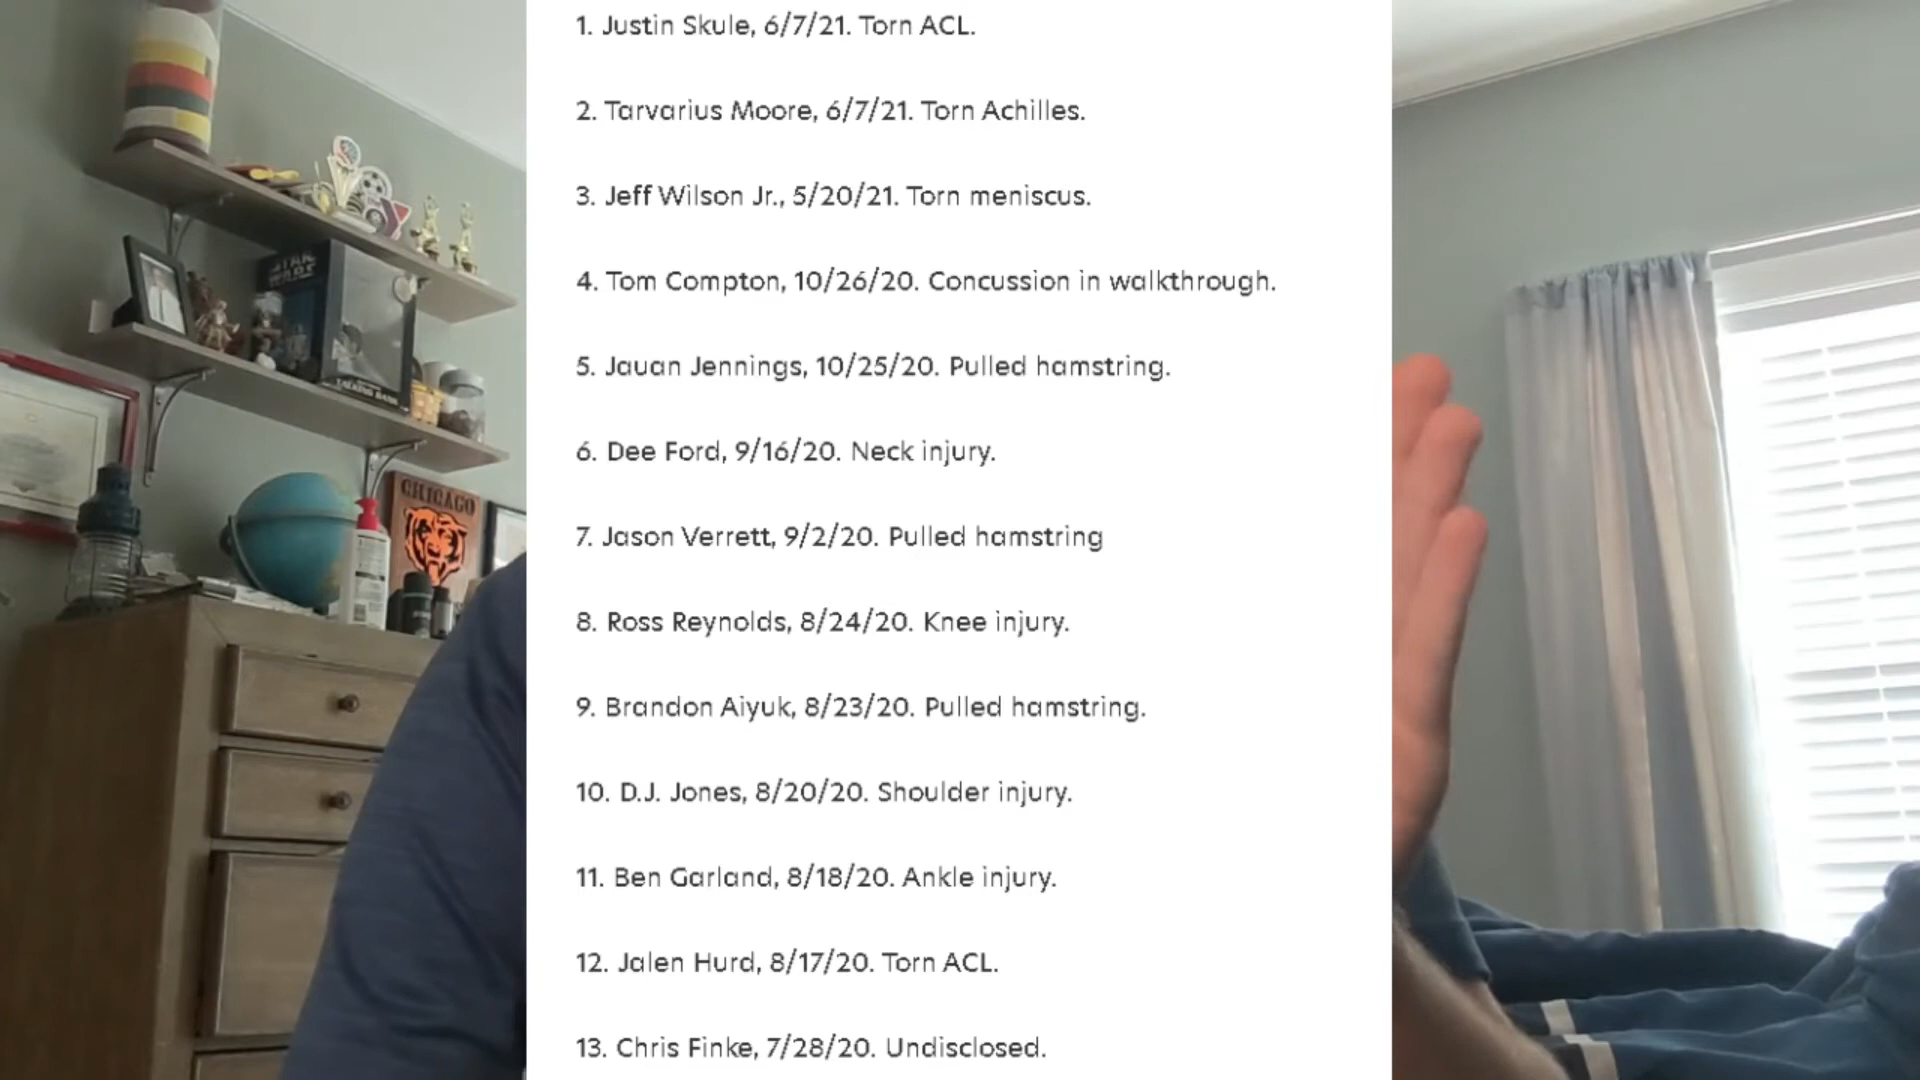 1. Justin Skule, 6/7/21. Torn ACL.
2. Tarvarius Moore, 6/7/21. Torn Achilles.
3. Jeff Wilson Jr., 5/20/21. Torn meniscus.
4. Tom Compton, 10/26/20. Concussion in walkthrough.
5. Jauan Jennings, 10/25/20. Pulled hamstring.
6. Dee Ford, 9/16/20. Neck injury.
7. Jason Verrett, 9/2/20. Pulled hamstring
8. Ross Reynolds, 8/24/20. Knee injury.
9. Brandon Aiyuk, 8/23/20. Pulled hamstring.
10. D.J. Jones, 8/20/20. Shoulder injury.
11. Ben Garland, 8/18/20. Ankle injury.
12. Jalen Hurd, 8/17/20. Torn ACL.
13. Chris Finke, 7/28/20. Undisclosed.
STAR
WARS
TALKING BANK
CHICAGO